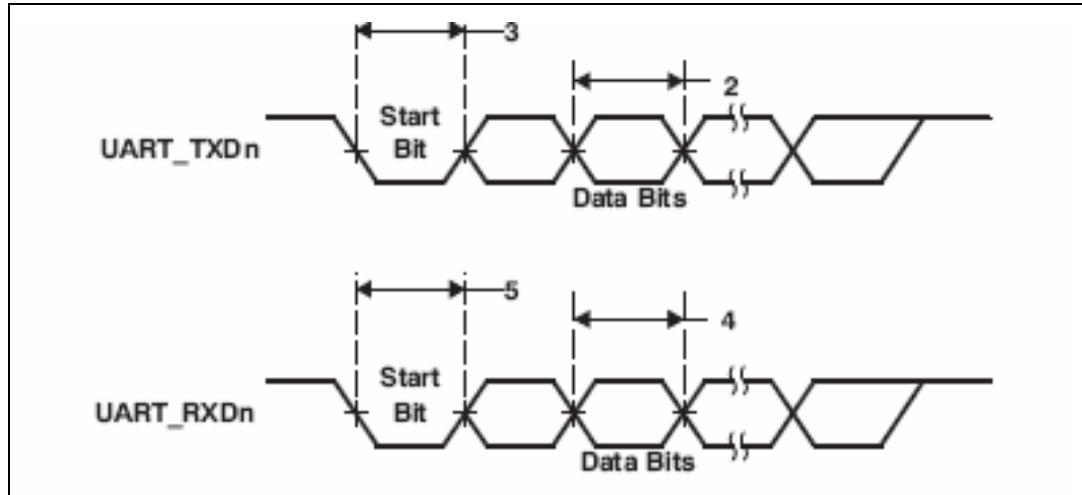 3
2
Start
Bit
UART_TXDn
Data Bits
5
4
Start
Bit
UART_RXDn
Data Bits